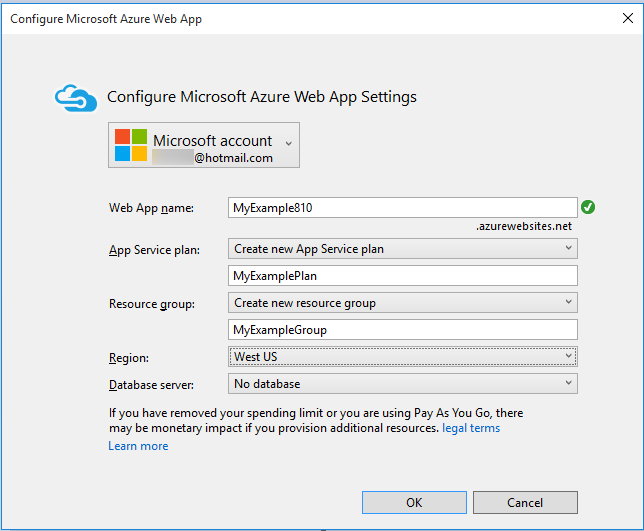 Configure Microsoft Azure Web App
Configure Microsoft Azure Web App Settings
Microsoft account
@hotmail.com
Web App name:
MyExample810
.azurewebsites.net
App Service plan:
Create new App Service plan
MyExamplePlan
Resource group:
Create new resource group
MyExampleGroup
Region:
West US
Database server:
No database
If you have removed your spending limit or you are using Pay As You Go, there
may be monetary impact if you provision additional resources. legal terms
Learn more
OK
Cancel